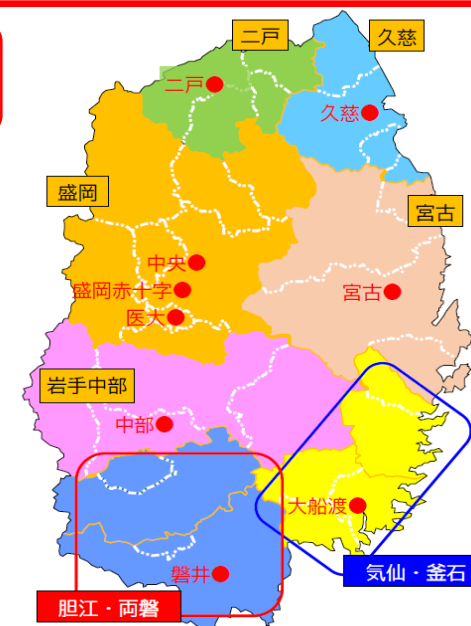 二戸
久慈
二戸
久慈
盛岡
宮古
中央
盛岡赤十字
宮古
医大
岩手中部
中部
大船渡
磐井
気仙・釜石
胆江・両磐